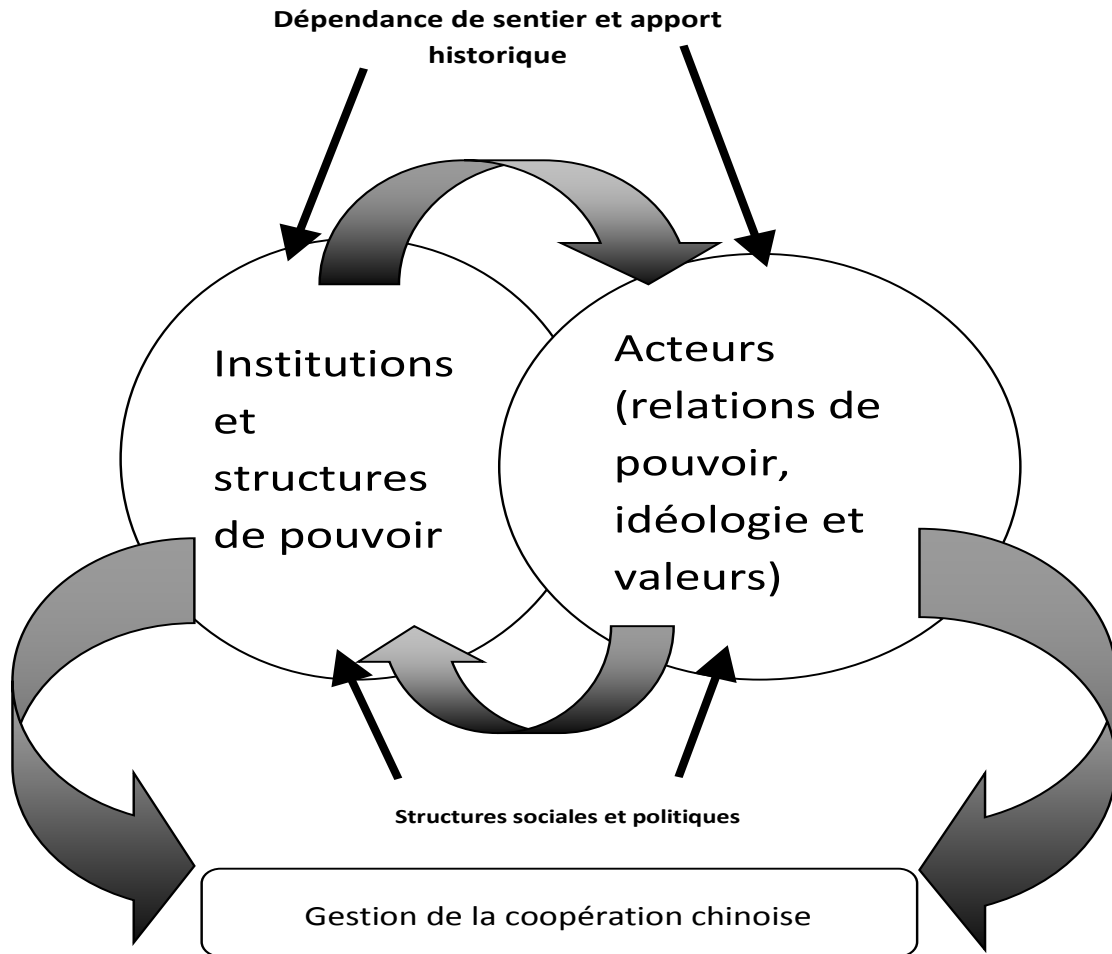 Dépendance de sentier et apport
historique
Institutions
et
structures
de pouvoir
Acteurs
(relations de
pouvoir,
idéologie et
valeurs)
Structures sociales et politiques
Gestion de la coopération chinoise